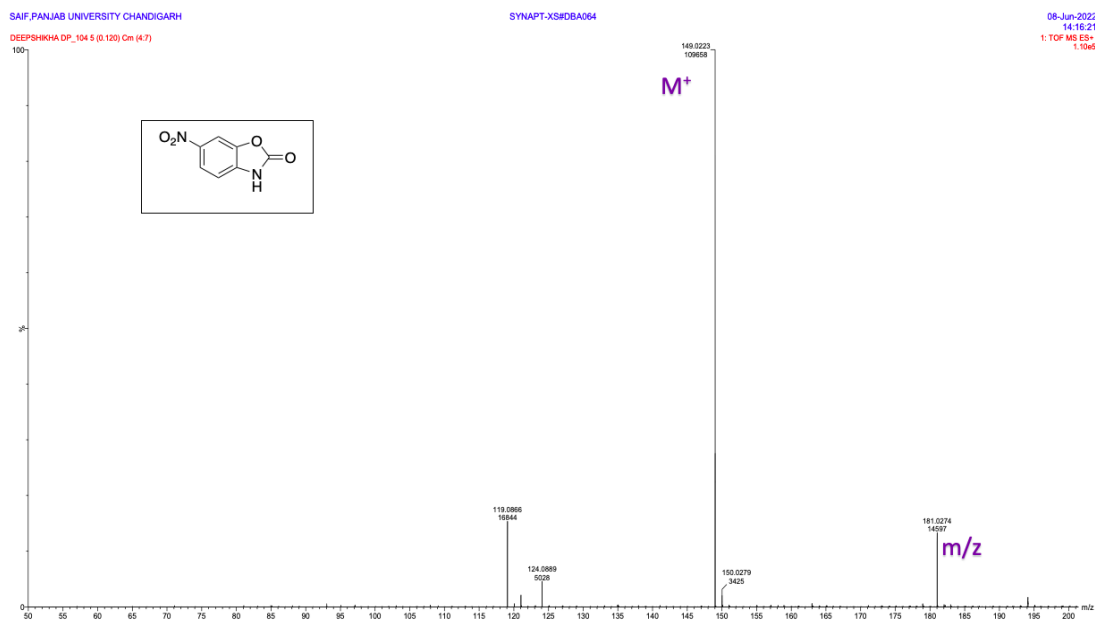 SAIF,PANJAB UNIVERSITY CHANDIGARH
SYNAPT-XS#DBA064
08-Jun-2022
14:16:21
DEEPSHIKHA DP_104 5 (0.120) Cm (4:7)
1: TOF MS ES+
1.10e5
100
149.0223
109658
M+
O2N
O
O
N
H
%
119.0866
16844
124.0889
5028
150.0279
3425
181.0274
14597
m/z
0
m/z
50 55 60 65 70 75 80 85 90 95 100 105 110 115 120 125 130 135 140 145 150 155 160 165 170 175 180 185 190 195 200